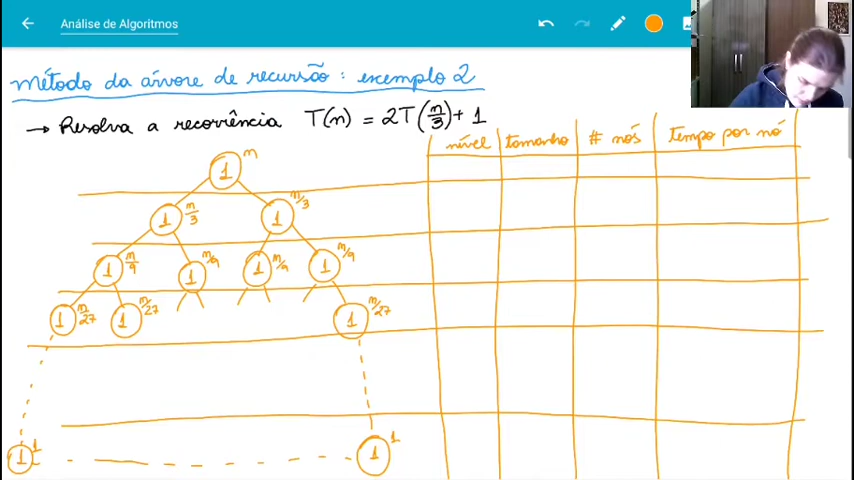 Análise de Algoritmos
Método da árvore de recursão: exemplo 2
→ Resolva a recorrência T(n) = 2T(n/3) + 1
nível tamanho # nós tempo por nó
1 n
1 n/3 1 n/3
1 n/9 1 n/9 1 n/9 1 n/9
1 n/27 1 n/27 1 n/27
1 1 1 1